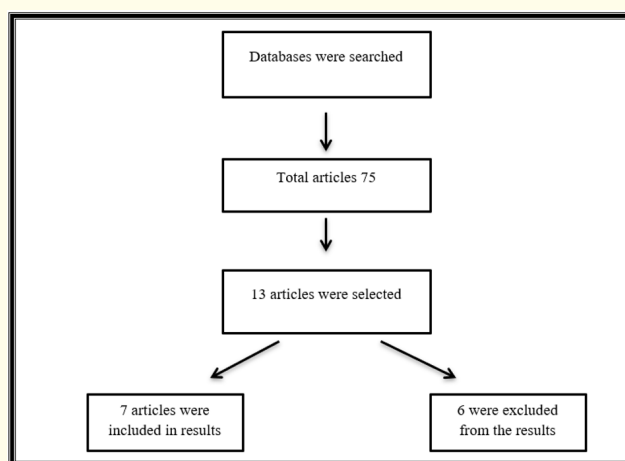 Databases were searched
Total articles 75
13 articles were selected
7 articles were
included in results
6 were excluded
from the results